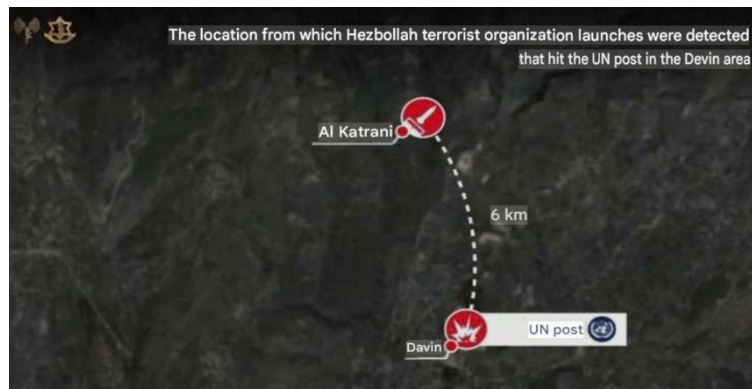 The location from which Hezbollah terrorist organization launches were detected
that hit the UN post in the Devin area
Al Katrani
6 km
UN post
Davin